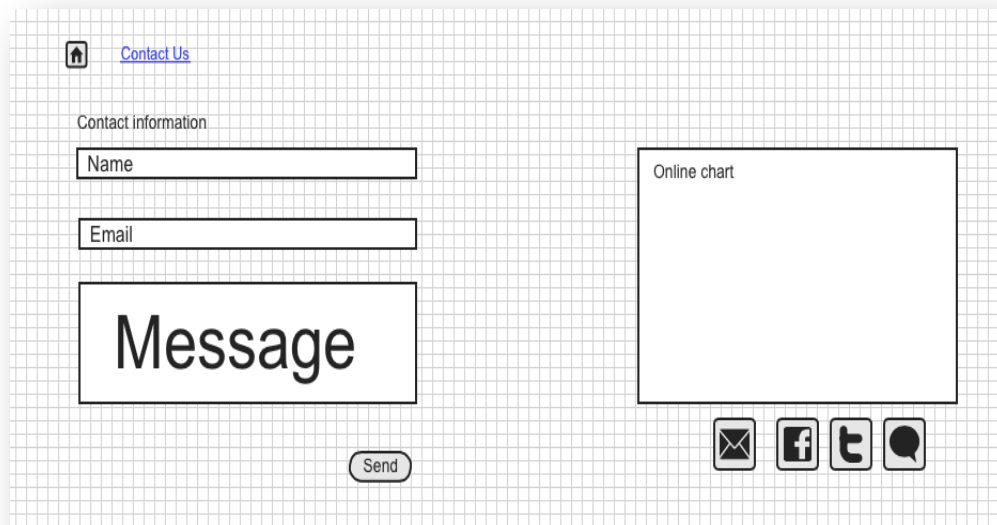 Contact Us
Contact information
Name
Email
Message
Send
Online chart